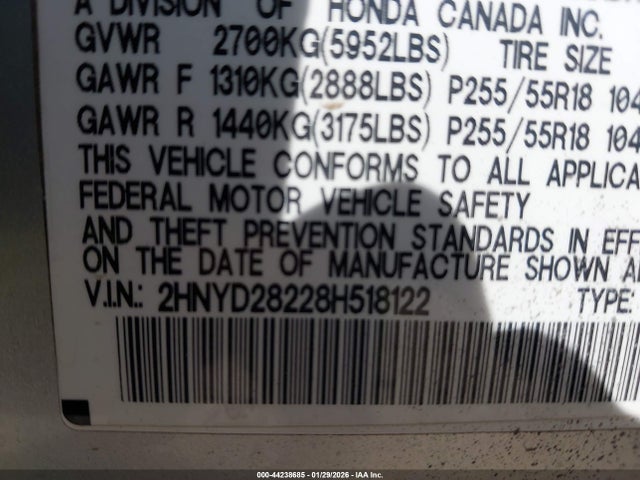 A DIVISION OF HONDA CANADA INC.
GVWR 2700KG(5952LBS) TIRE SIZE
GAWR F 1310KG(2888LBS) P255/55R18 104
GAWR R 1440KG(3175LBS) P255/55R18 104
THIS VEHICLE CONFORMS TO ALL APPLICA
FEDERAL MOTOR VEHICLE SAFETY
AND THEFT PREVENTION STANDARDS IN EFFE
ON THE DATE OF MANUFACTURE SHOWN A
V.I.N.: 2HNYD28228H518122 TYPE:
000-44238685 - 01/29/2026 - IAA Inc.